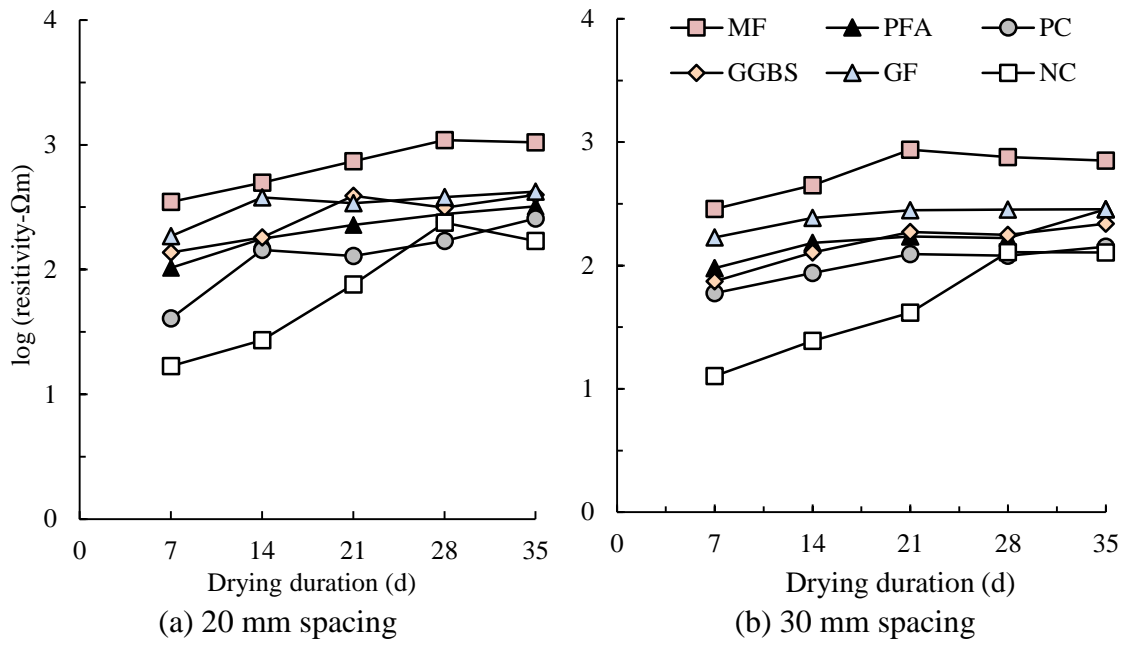 4
3
2
1
0
0 7 14 21 28 35
log (resitivity-Ωm)
Drying duration (d)
(a) 20 mm spacing
4
3
2
1
0
0 7 14 21 28 35
MF PFA PC
GGBS GF NC
Drying duration (d)
(b) 30 mm spacing